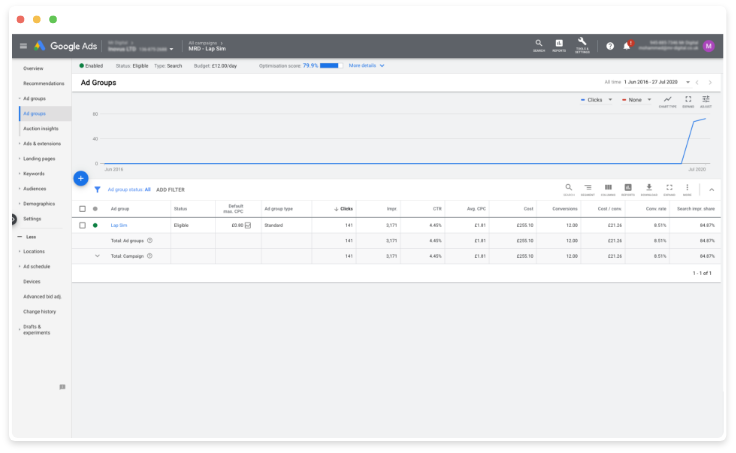 Google Ads
All campaigns >
MRD - Lap Sim
SEARCH
REPORTS
TOOLS & SETTINGS
M
Overview
Recommendations
Ad groups
Ad groups
Auction insights
Ads & extensions
Landing pages
Keywords
Audiences
Demographics
Settings
Less
Locations
Ad schedule
Devices
Advanced bid adj.
Change history
Drafts & experiments
Enabled Status: Eligible Type: Search Budget: £12.09/day Optimisation score: 79.9% More details
Ad Groups
All time 1 Jun 2016 - 27 Jul 2020
Clicks None
CHART TYPE EXPAND ADJUST
80
40
0
Jun 2016 Jul 2020
Ad group status: All ADD FILTER
SEARCH SEGMENT COLUMNS REPORTS DOWNLOAD EXPAND MORE
Ad group Status Default max. CPC Ad group type Clicks Impr. CTR Avg. CPC Cost Conversions Cost / conv. Conv. rate Search impr. share
Lap Sim Eligible £0.80 Standard 141 3,171 4.45% £1.81 £255.10 12.00 £21.26 8.51% 84.87%
Total: Ad groups 141 3,171 4.45% £1.81 £255.10 12.00 £21.26 8.51% 84.87%
Total: Campaign 141 3,171 4.45% £1.81 £255.10 12.00 £21.26 8.51% 84.87%
1 - 1 of 1